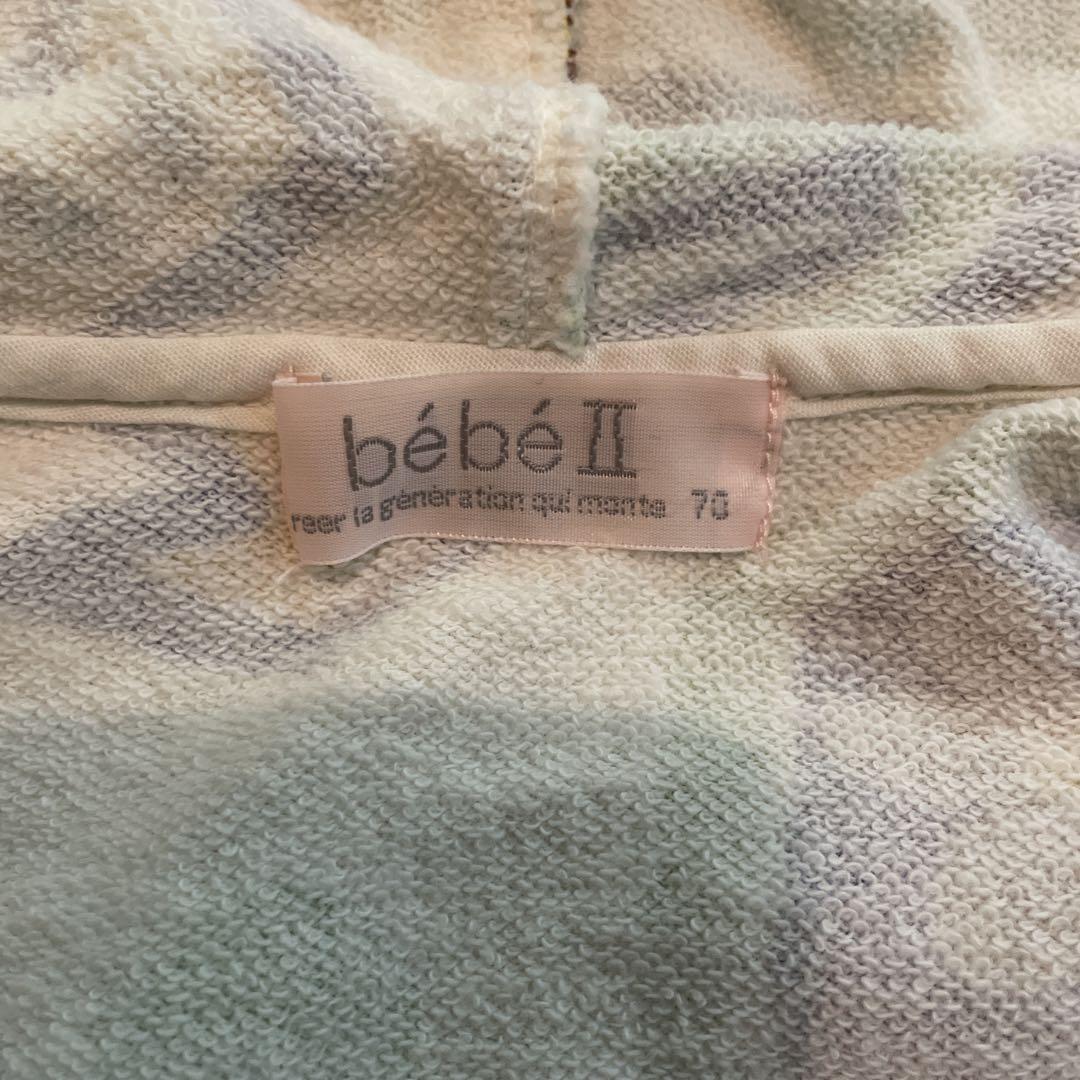 bébé II
reer la génération qui monte 70